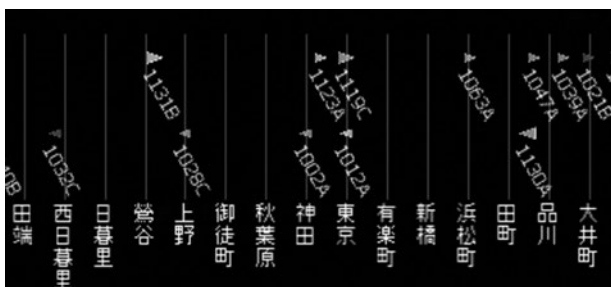 1131B
1123A
1119C
1063A
1047A
1039A
1021B
1032C
1028C
1002A
1012A
1130A
田端
西日暮里
日暮里
鶯谷
上野
御徒町
秋葉原
神田
東京
有楽町
新橋
浜松町
田町
品川
大井町